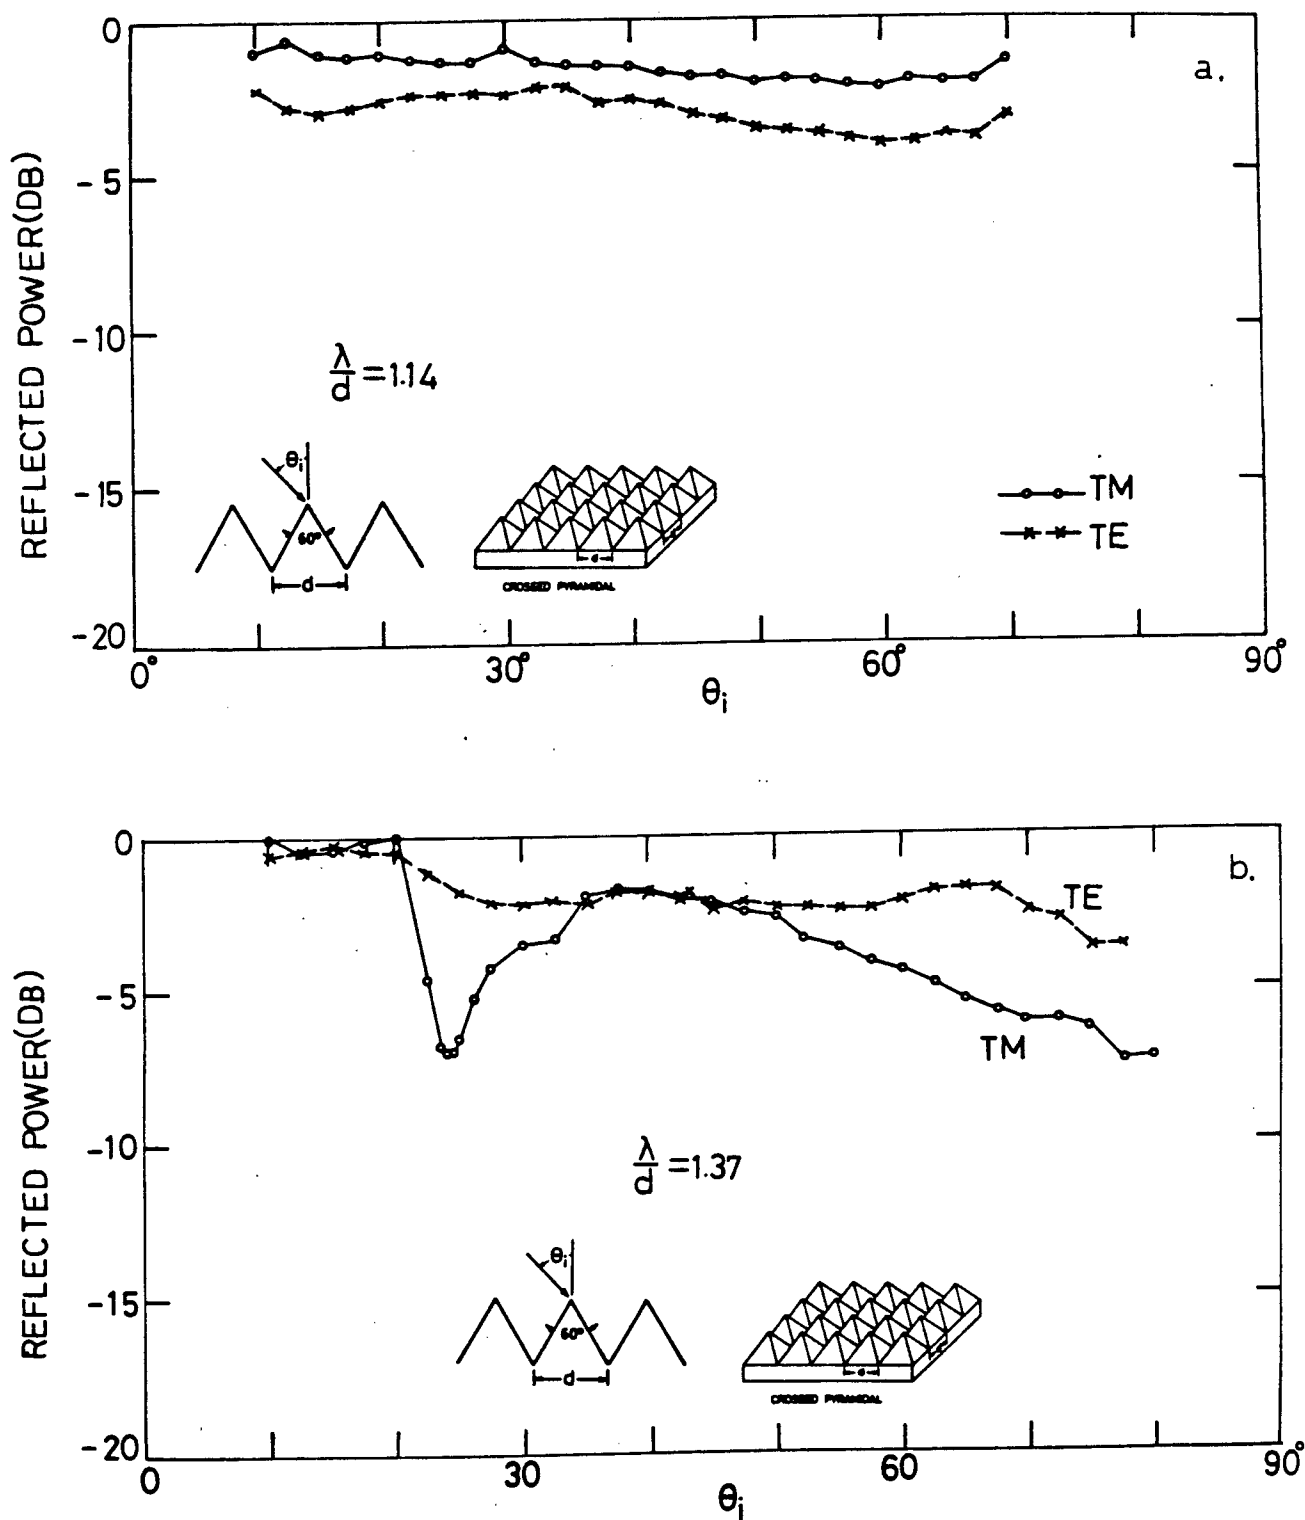 0
a.
-5
REFLECTED POWER(DB)
-10
λ/d = 1.14
θi
-15
60°
d
d
CROSSED PYRAMIDAL
TM
TE
-20
0° 30° 60° 90°
θi
0
b.
TE
-5
TM
REFLECTED POWER(DB)
-10
λ/d = 1.37
θi
-15
60°
d
d
CROSSED PYRAMIDAL
-20
0 30 60 90°
θi